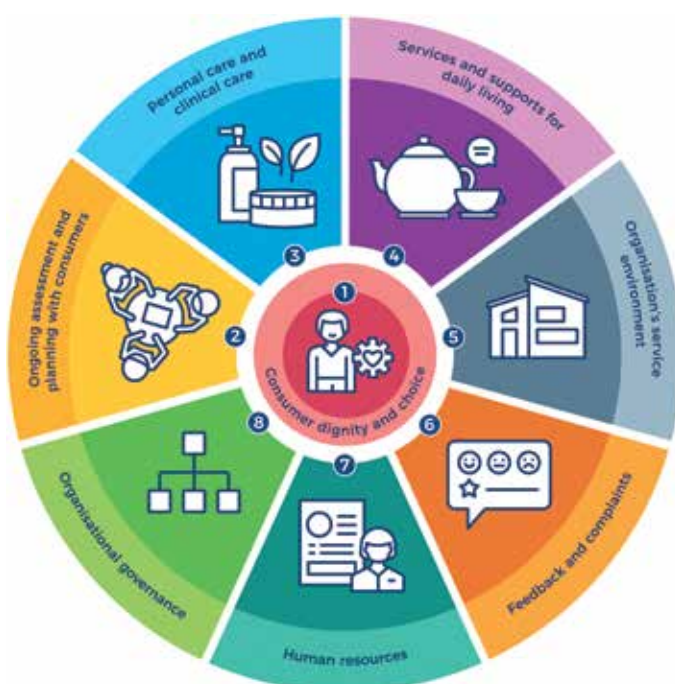 1
Consumer dignity and choice
2
Ongoing assessment and
planning with consumers
3
Personal care and
clinical care
4
Services and supports for
daily living
5
Organisation's service
environment
6
Feedback and complaints
7
Human resources
8
Organisational governance